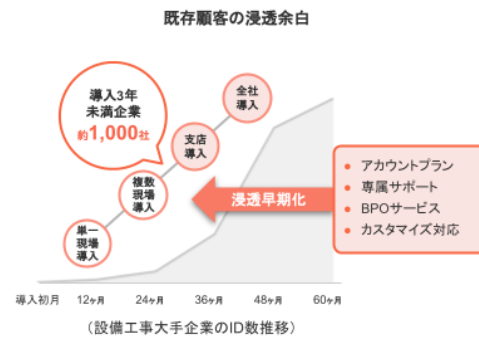 既存顧客の浸透余白
導入3年
未満企業
約1,000社
全社
導入
支店
導入
複数
現場
導入
単一
現場
導入
浸透早期化
• アカウントプラン
• 専属サポート
• BPOサービス
• カスタマイズ対応
導入初月 12ヶ月 24ヶ月 36ヶ月 48ヶ月 60ヶ月
(設備工事大手企業のID数推移)